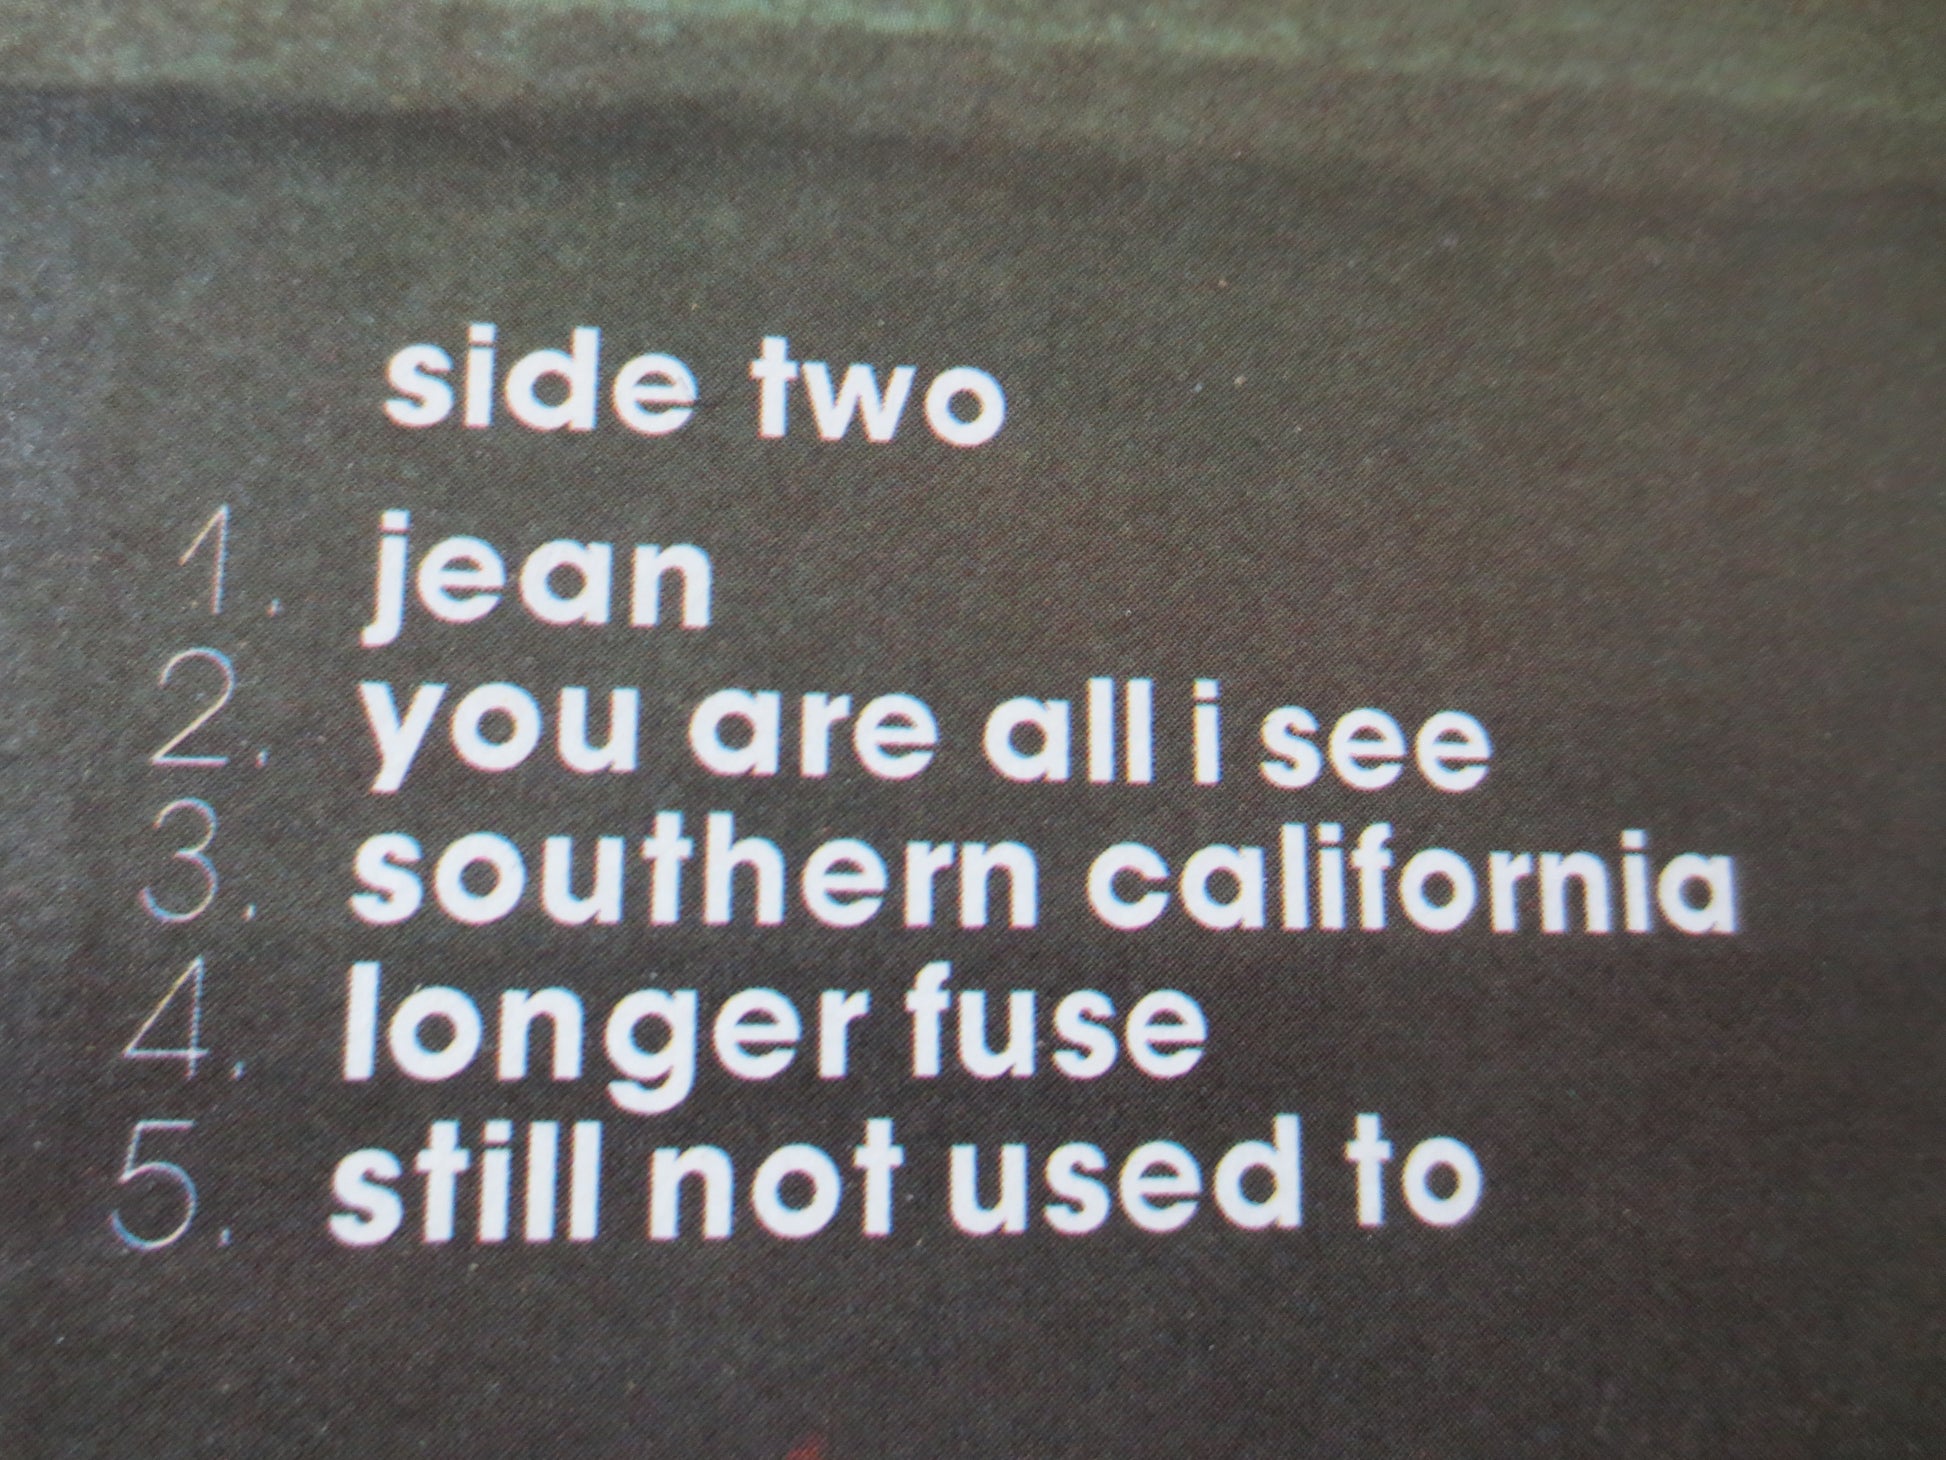 side two
1. jean
2. you are all i see
3. southern california
4. longer fuse
5. still not used to